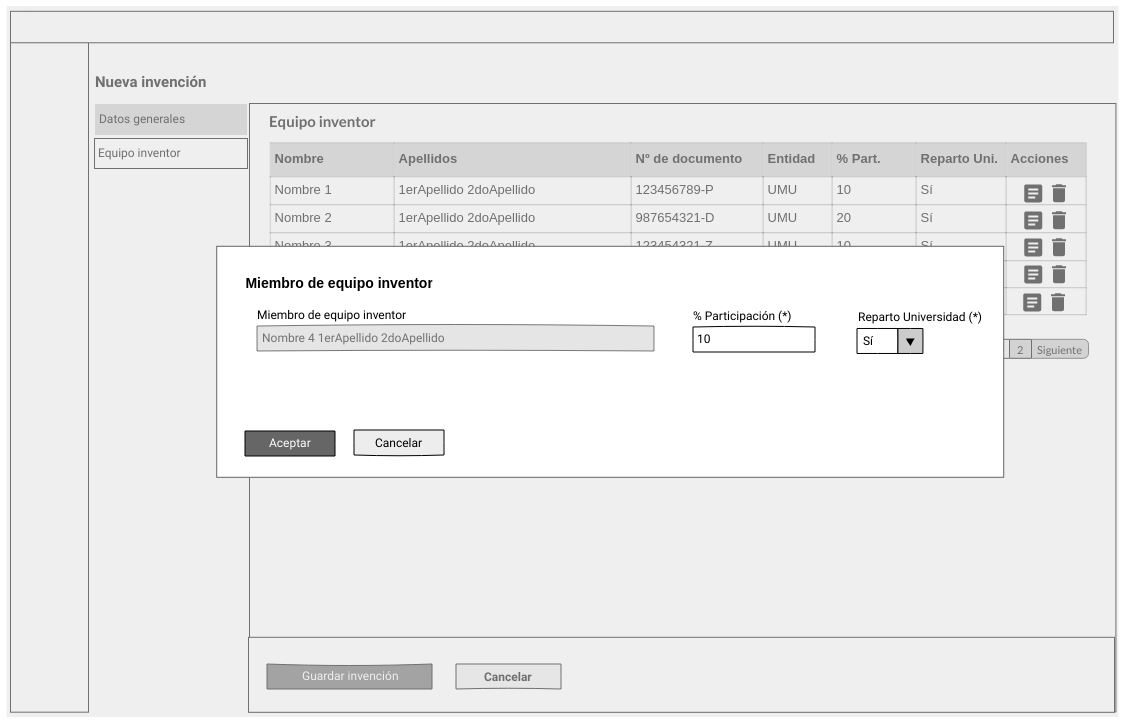 Nueva invención
Datos generales
Equipo inventor
Equipo inventor
Nombre Apellidos Nº de documento Entidad % Part. Reparto Uni. Acciones
Nombre 1 1erApellido 2doApellido 123456789-P UMU 10 Sí
Nombre 2 1erApellido 2doApellido 987654321-D UMU 20 Sí
Nombre 3 1erApellido 2doApellido 123454321-Z UMU 10 Sí
Miembro de equipo inventor
Miembro de equipo inventor % Participación (*) Reparto Universidad (*)
Nombre 4 1erApellido 2doApellido 10 Sí
2 Siguiente
Aceptar Cancelar
Guardar invención Cancelar